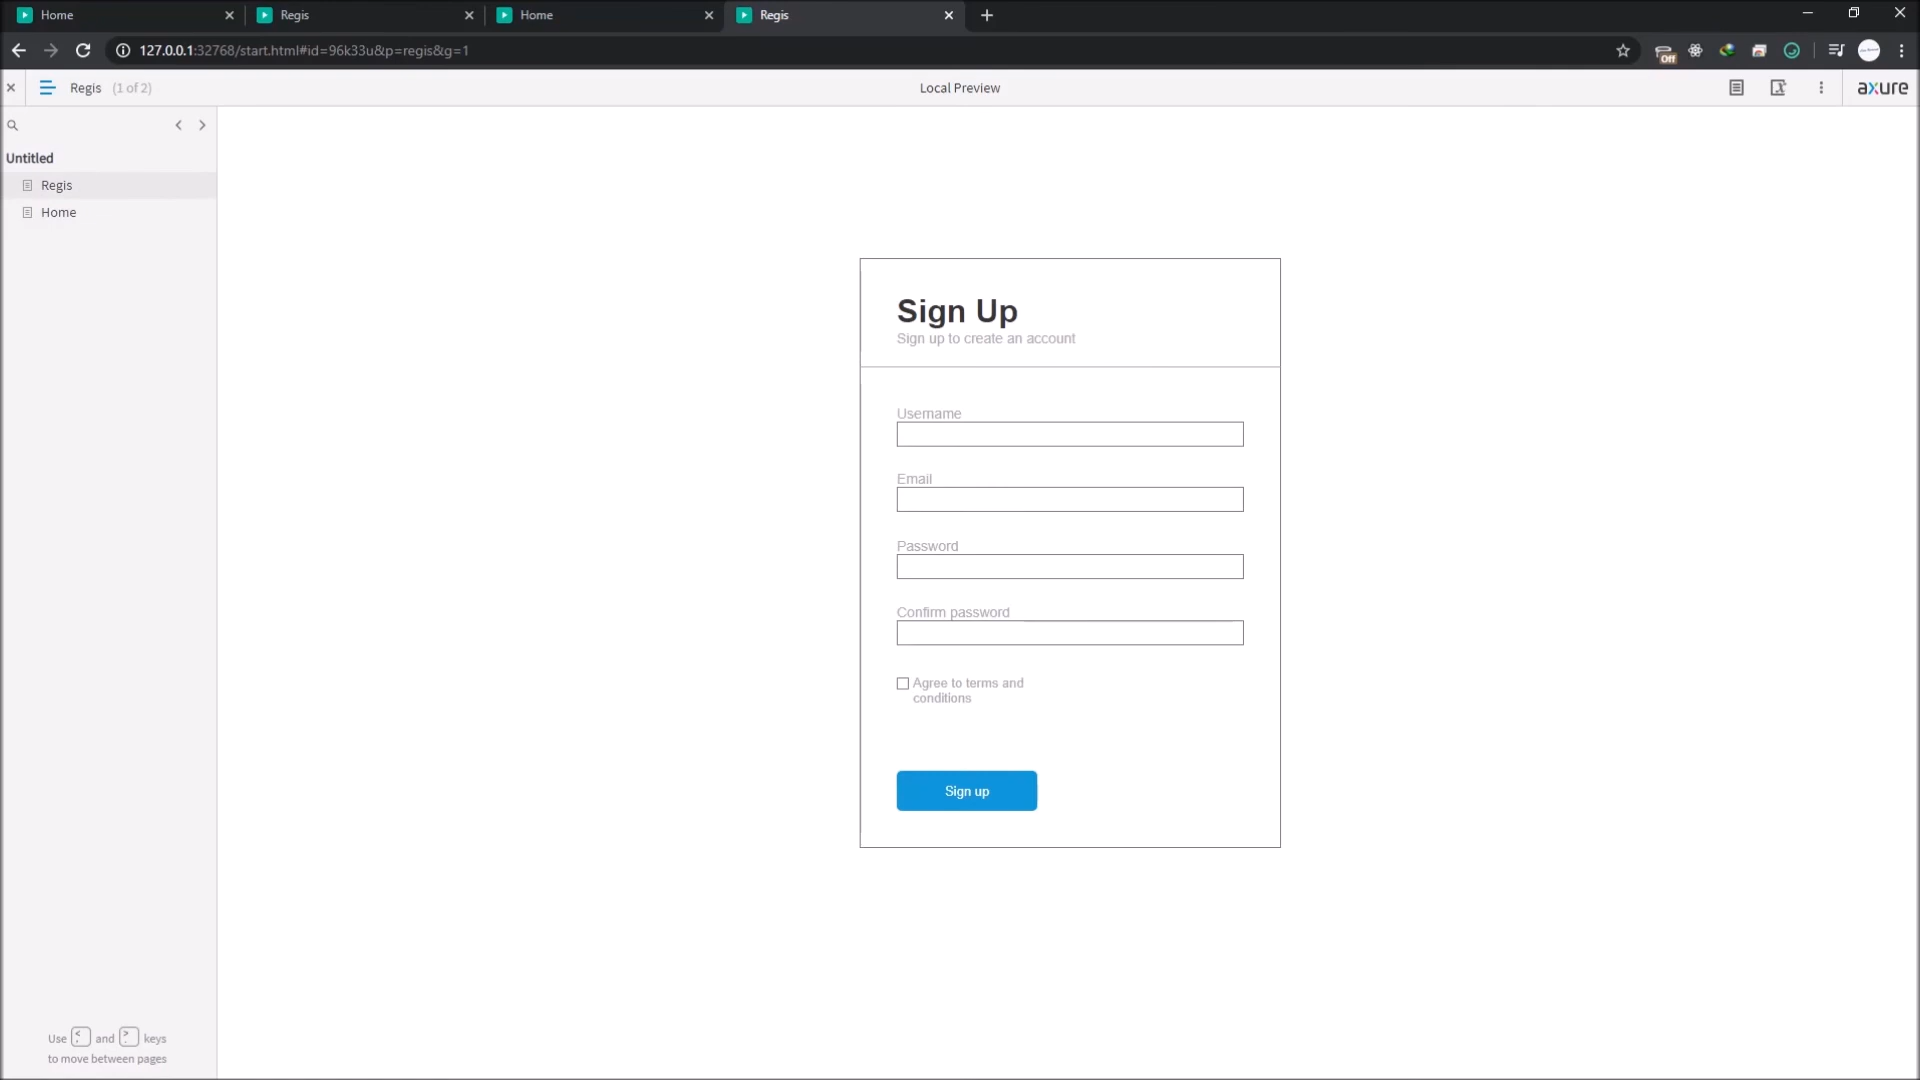 Home
Regis
Home
Regis
127.0.0.1:32768/start.html#id=96k33u&p=regis&g=1
Off
Regis (1 of 2)
Local Preview
axure
Untitled
Regis
Home
Sign Up
Sign up to create an account
Username
Email
Password
Confirm password
Agree to terms and
conditions
Sign up
Use < , and > . keys
to move between pages